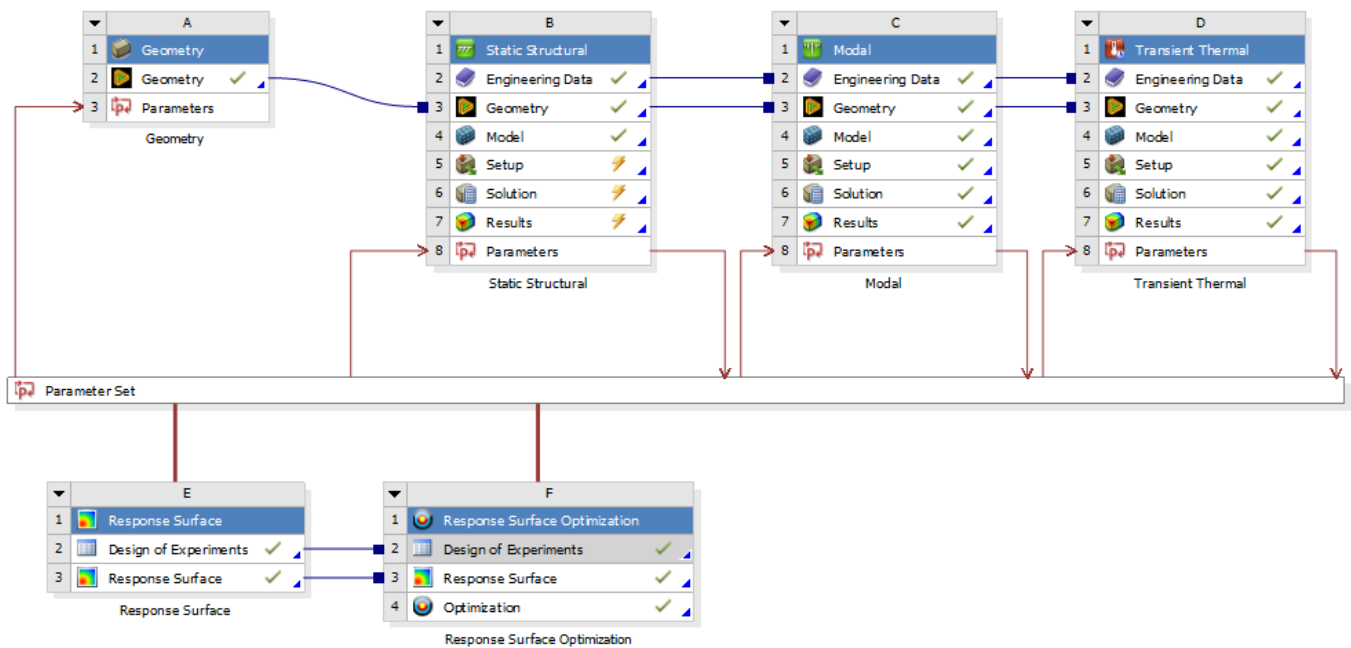 A
1 Geometry
2 Geometry
3 Parameters
Geometry
B
1 Static Structural
2 Engineering Data
3 Geometry
4 Model
5 Setup
6 Solution
7 Results
8 Parameters
Static Structural
C
1 Modal
2 Engineering Data
3 Geometry
4 Model
5 Setup
6 Solution
7 Results
8 Parameters
Modal
D
1 Transient Thermal
2 Engineering Data
3 Geometry
4 Model
5 Setup
6 Solution
7 Results
8 Parameters
Transient Thermal
Parameter Set
E
1 Response Surface
2 Design of Experiments
3 Response Surface
Response Surface
F
1 Response Surface Optimization
2 Design of Experiments
3 Response Surface
4 Optimization
Response Surface Optimization